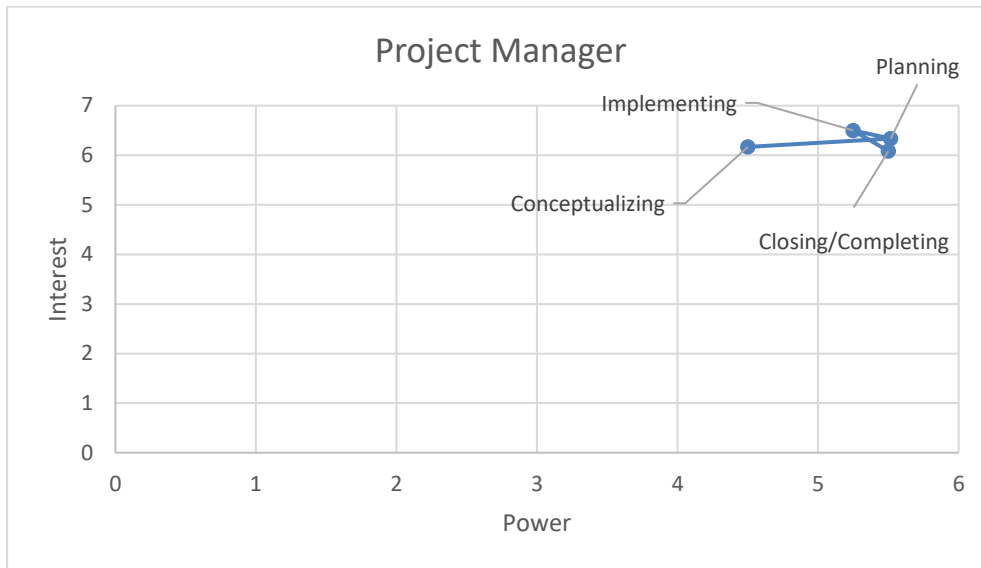 Project Manager
Planning
Implementing
Conceptualizing
Closing/Completing
7
6
5
4
3
2
1
0
Interest
0 1 2 3 4 5 6
Power